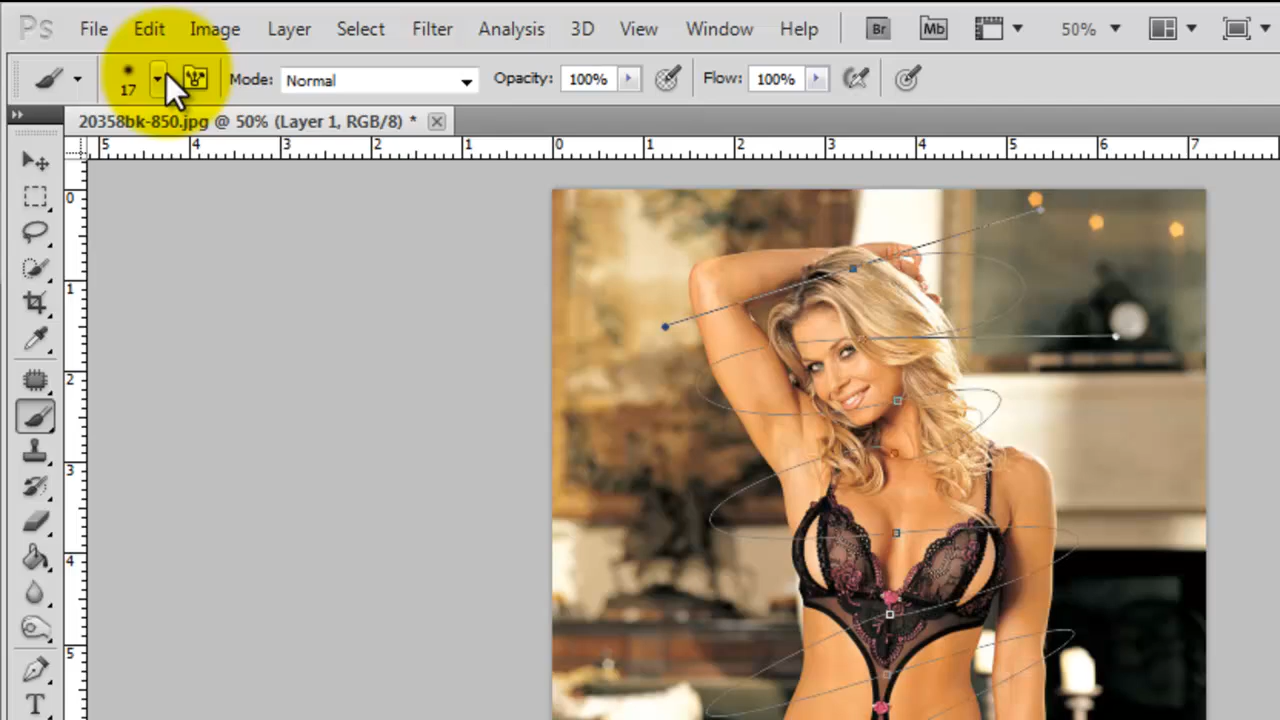 Ps File Edit Image Layer Select Filter Analysis 3D View Window Help Br Mb 50%
17 Mode: Normal Opacity: 100% Flow: 100%
20358bk-850.jpg @ 50% (Layer 1, RGB/8) *
5 4 3 2 1 0 1 2 3 4 5 6 7
0
1
2
3
4
5
T